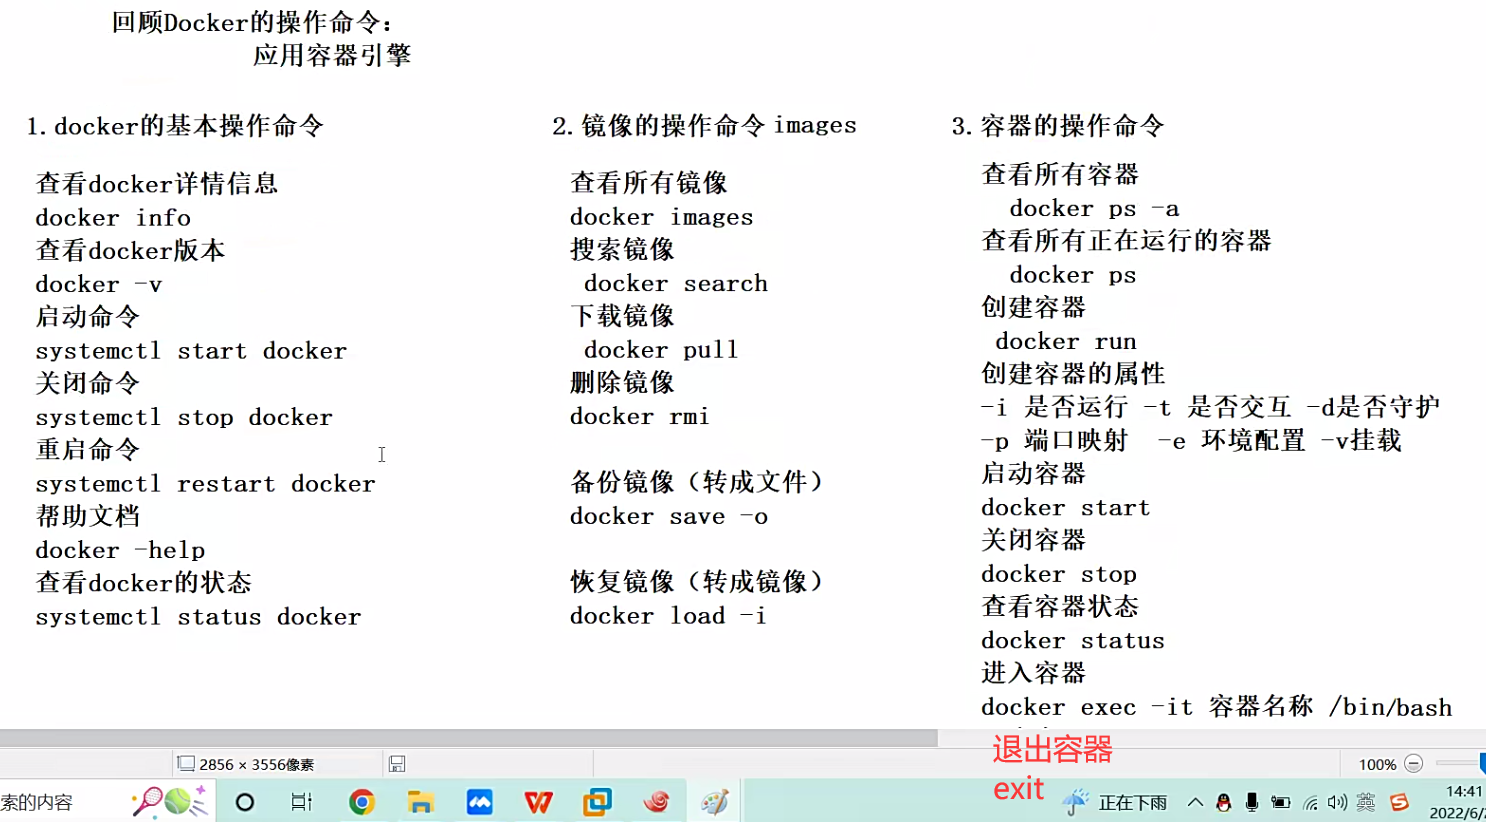 回顾Docker的操作命令：
应用容器引擎
1.docker的基本操作命令
查看docker详情信息
docker info
查看docker版本
docker -v
启动命令
systemctl start docker
关闭命令
systemctl stop docker
重启命令
systemctl restart docker
帮助文档
docker -help
查看docker的状态
systemctl status docker
2.镜像的操作命令 images
查看所有镜像
docker images
搜索镜像
docker search
下载镜像
docker pull
删除镜像
docker rmi
备份镜像（转成文件）
docker save -o
恢复镜像（转成镜像）
docker load -i
3.容器的操作命令
查看所有容器
docker ps -a
查看所有正在运行的容器
docker ps
创建容器
docker run
创建容器的属性
-i 是否运行 -t 是否交互 -d是否守护
-p 端口映射 -e 环境配置 -v挂载
启动容器
docker start
关闭容器
docker stop
查看容器状态
docker status
进入容器
docker exec -it 容器名称 /bin/bash
退出容器
exit
2856 × 3556像素
100%
索的内容
正在下雨
英
14:41
2022/6/